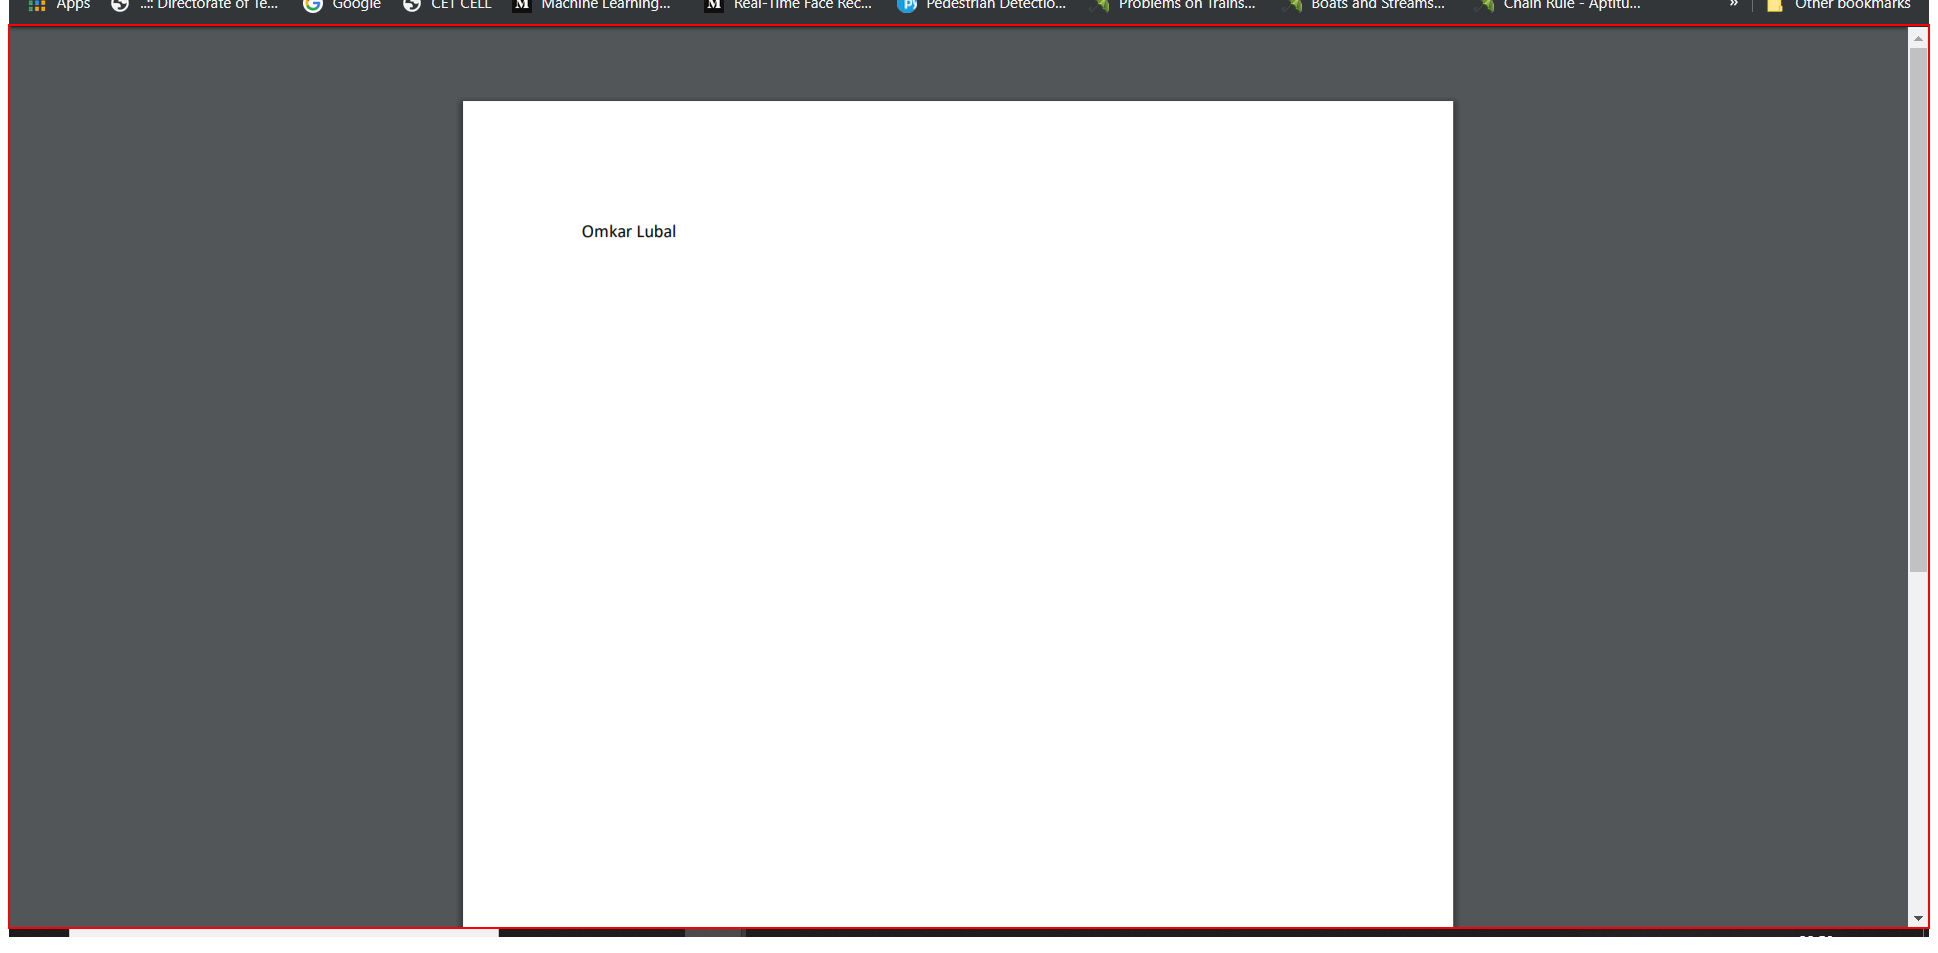 Apps ..:: Directorate of Te... Google CET CELL M Machine Learning... M Real-Time Face Rec... Pedestrian Detectio... Problems on Trains... Boats and Streams... Chain Rule - Aptitu... » Other bookmarks
Omkar Lubal